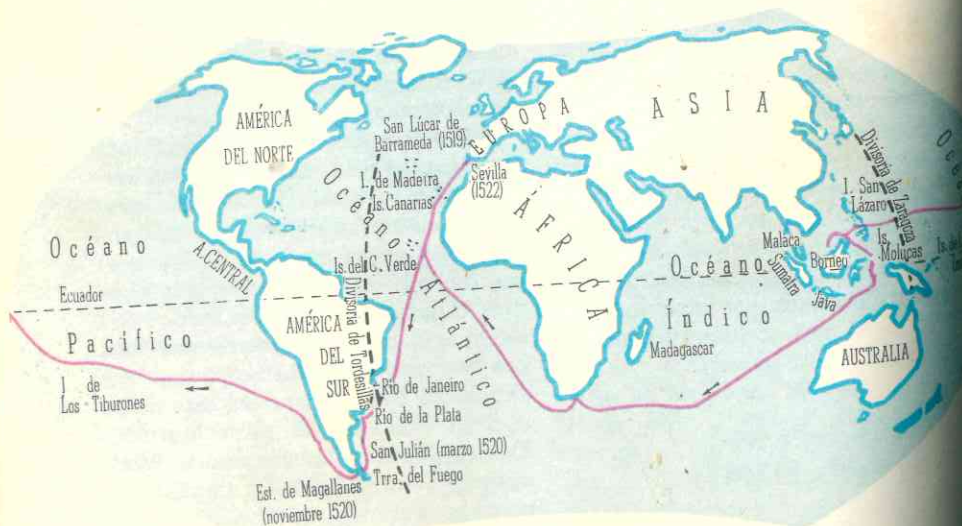 AMÉRICA
DEL NORTE
San Lúcar de
Barrameda (1519)
I. de Madeira
Is. Canarias
Océano
Atlántico
Is. del C. Verde
EUROPA
Sevilla
(1522)
ASIA
ÁFRICA
Divisoria de Zaragoza
I. San
Lázaro
Malaca
Sumatra
Borneo
Is.
Molucas
Java
Océano
Índico
Madagascar
AUSTRALIA
Océano
Pacífico
Ecuador
A. CENTRAL
AMÉRICA
DEL
SUR
Divisoria de Tordesillas
I. de
Los Tiburones
Río de Janeiro
Río de la Plata
San Julián (marzo 1520)
Trra. del Fuego
Est. de Magallanes
(noviembre 1520)